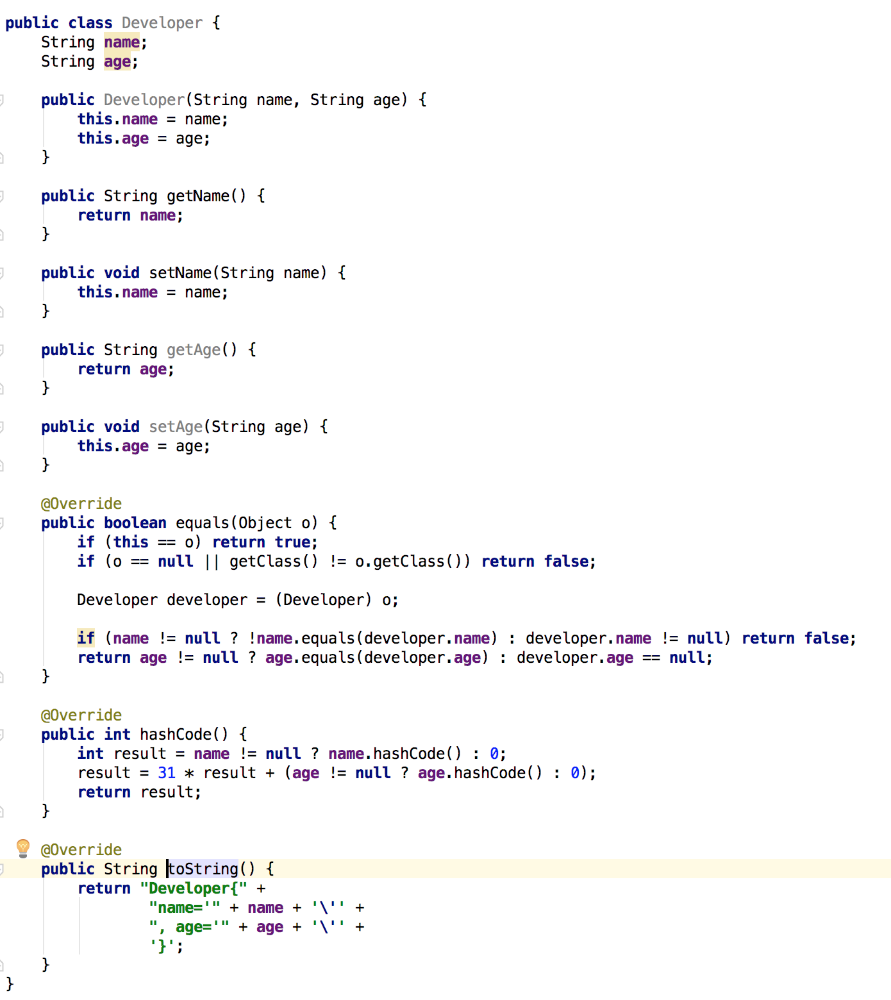 public class Developer {
    String name;
    String age;

    public Developer(String name, String age) {
        this.name = name;
        this.age = age;
    }

    public String getName() {
        return name;
    }

    public void setName(String name) {
        this.name = name;
    }

    public String getAge() {
        return age;
    }

    public void setAge(String age) {
        this.age = age;
    }

    @Override
    public boolean equals(Object o) {
        if (this == o) return true;
        if (o == null || getClass() != o.getClass()) return false;

        Developer developer = (Developer) o;

        if (name != null ? !name.equals(developer.name) : developer.name != null) return false;
        return age != null ? age.equals(developer.age) : developer.age == null;
    }

    @Override
    public int hashCode() {
        int result = name != null ? name.hashCode() : 0;
        result = 31 * result + (age != null ? age.hashCode() : 0);
        return result;
    }

    @Override
    public String toString() {
        return "Developer{" +
                "name='" + name + '\'' +
                ", age='" + age + '\'' +
                '}';
    }
}